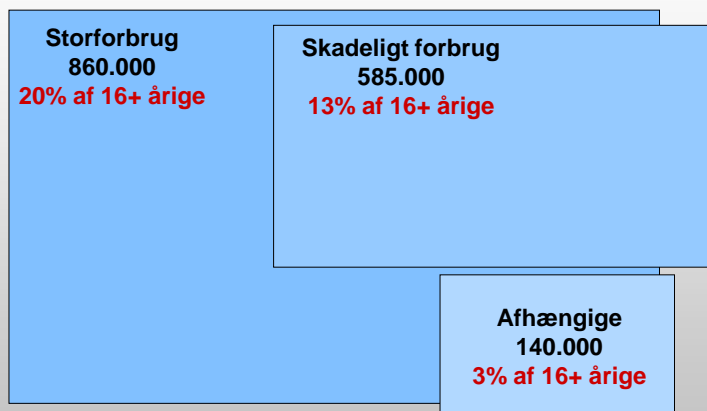 Storforbrug
860.000
20% af 16+ årige
Skadeligt forbrug
585.000
13% af 16+ årige
Afhængige
140.000
3% af 16+ årige